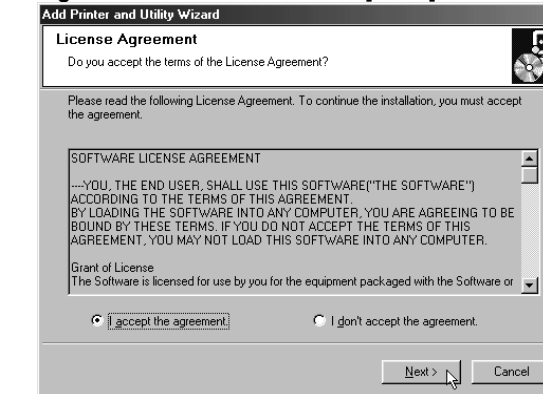 Add Printer and Utility Wizard
License Agreement
Do you accept the terms of the License Agreement?
Please read the following License Agreement. To continue the installation, you must accept
the agreement.
SOFTWARE LICENSE AGREEMENT
----YOU, THE END USER, SHALL USE THIS SOFTWARE("THE SOFTWARE")
ACCORDING TO THE TERMS OF THIS AGREEMENT.
BY LOADING THE SOFTWARE INTO ANY COMPUTER, YOU ARE AGREEING TO BE
BOUND BY THESE TERMS. IF YOU DO NOT ACCEPT THE TERMS OF THIS
AGREEMENT, YOU MAY NOT LOAD THIS SOFTWARE INTO ANY COMPUTER.
Grant of License
The Software is licensed for use by you for the equipment packaged with the Software or
I accept the agreement. I don't accept the agreement.
Next > Cancel